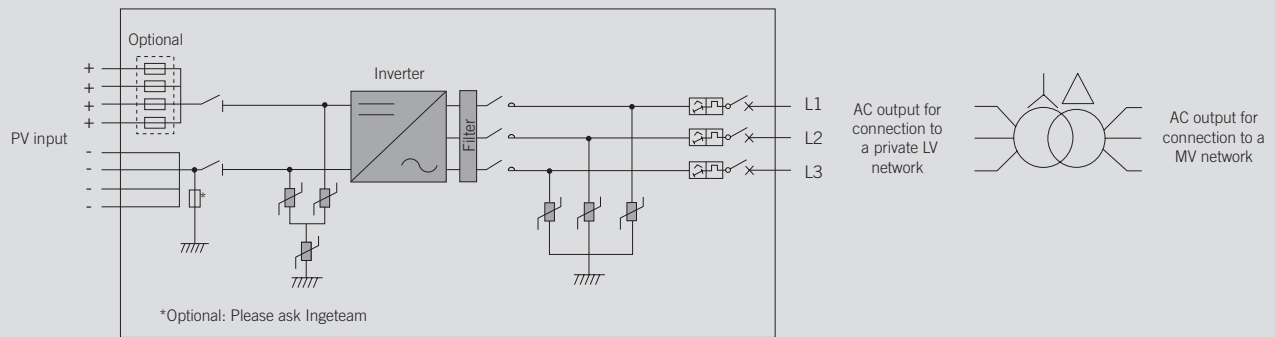 Optional
Inverter
+
+
+
+
PV input
-
-
-
-
*
Filter
L1
L2
L3
AC output for
connection to
a private LV
network
AC output for
connection to a
MV network
*Optional: Please ask Ingeteam